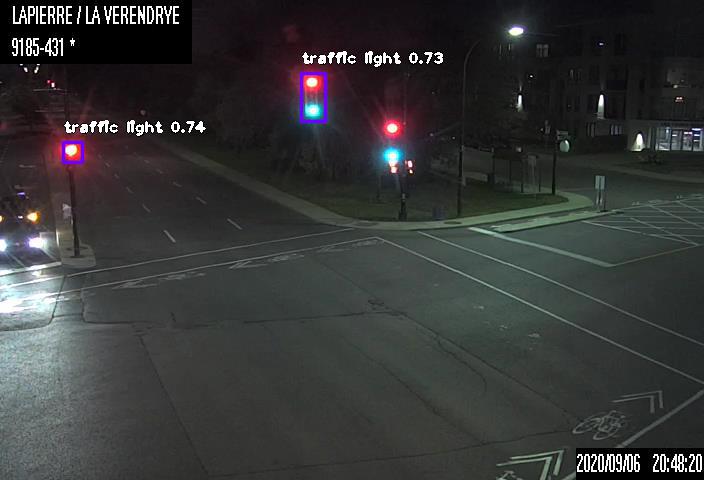 LAPIERRE / LA VERENDRYE
9185-431 *
traffic light 0.73
traffic light 0.74
2020/09/06 20:48:20